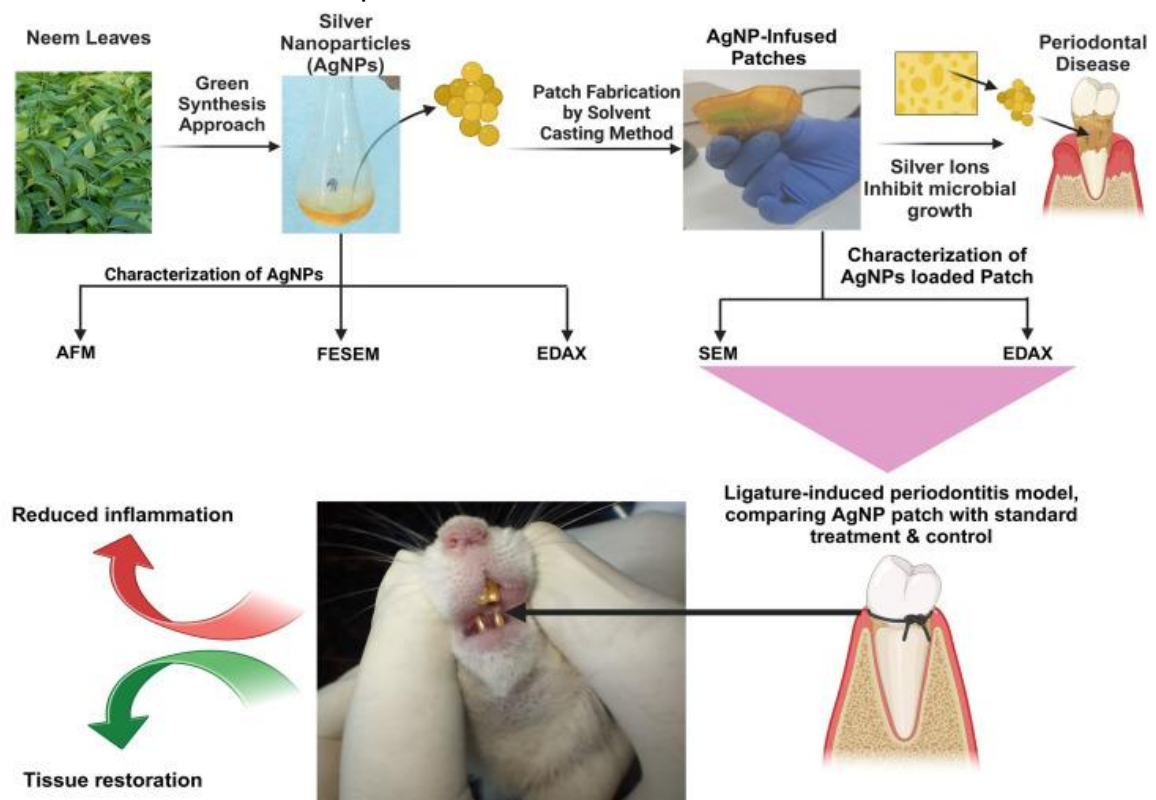 Neem Leaves
Green
Synthesis
Approach
Silver
Nanoparticles
(AgNPs)
Patch Fabrication
by Solvent
Casting Method
AgNP-Infused
Patches
Silver Ions
Inhibit microbial
growth
Periodontal
Disease
Characterization of AgNPs
AFM
FESEM
EDAX
Characterization of
AgNPs loaded Patch
SEM
EDAX
Ligature-induced periodontitis model,
comparing AgNP patch with standard
treatment & control
Reduced inflammation
Tissue restoration